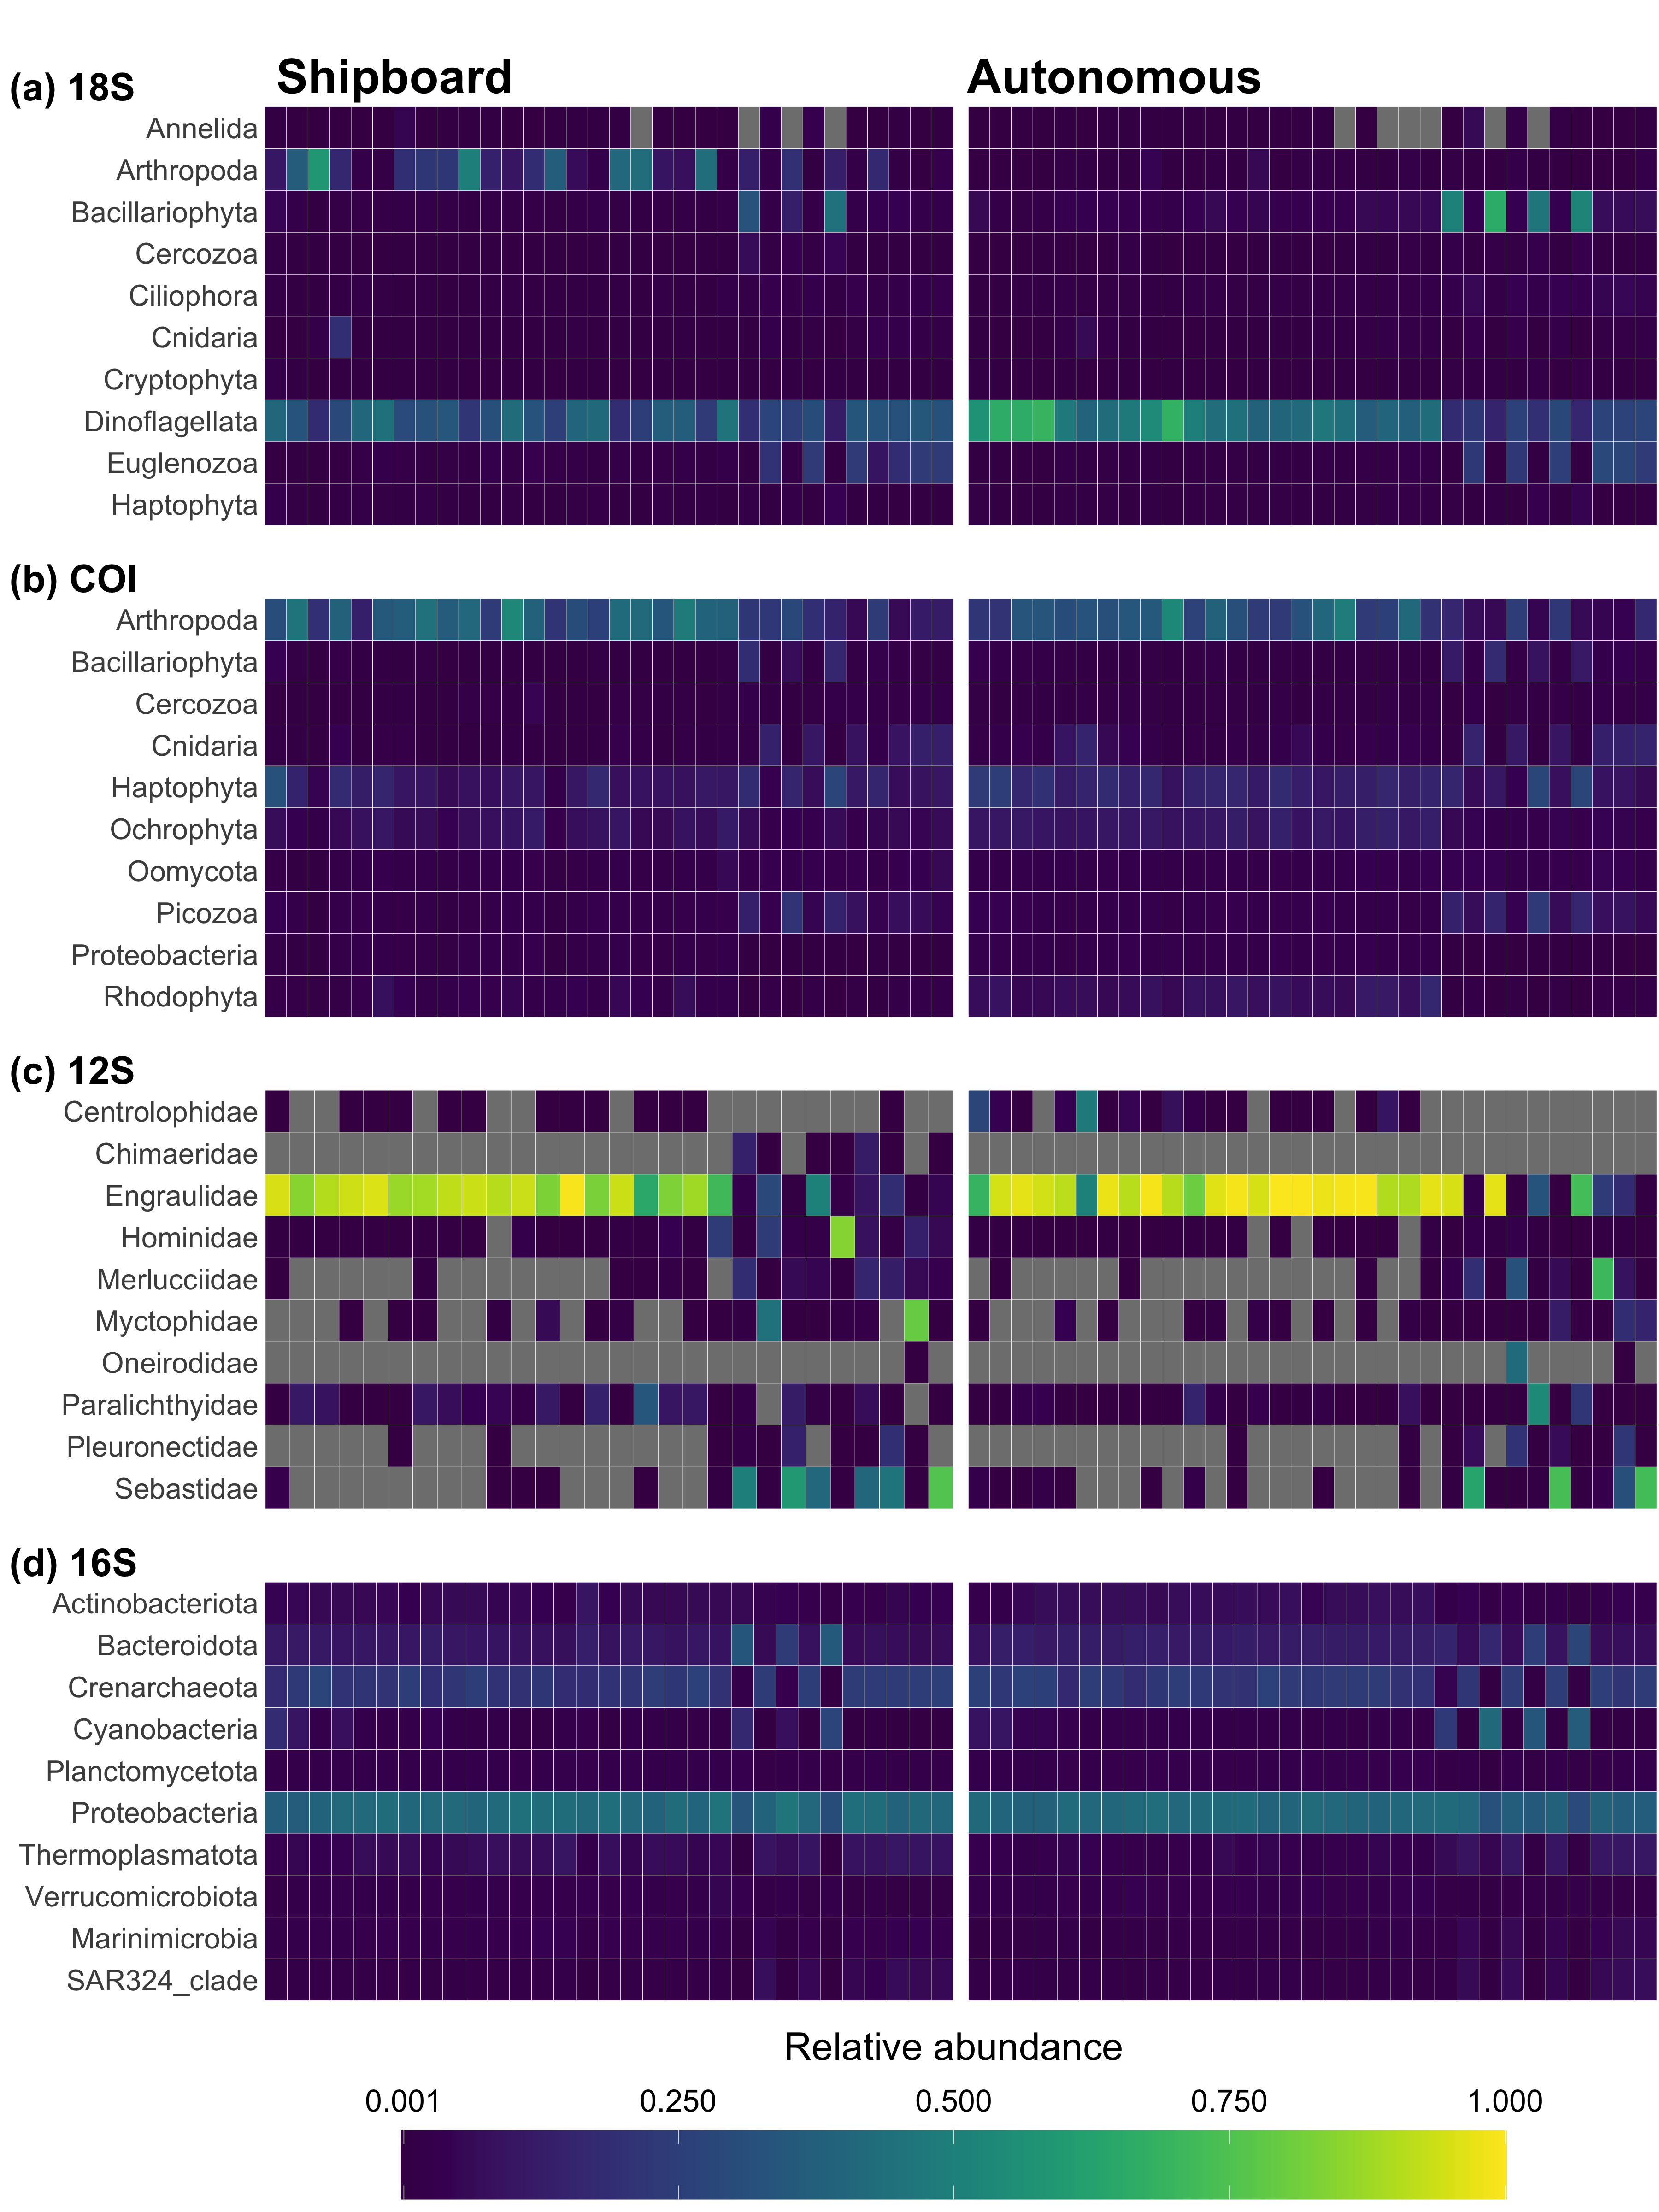 Shipboard Autonomous
(a) 18S
Annelida
Arthropoda
Bacillariophyta
Cercozoa
Ciliophora
Cnidaria
Cryptophyta
Dinoflagellata
Euglenozoa
Haptophyta
(b) COI
Arthropoda
Bacillariophyta
Cercozoa
Cnidaria
Haptophyta
Ochrophyta
Oomycota
Picozoa
Proteobacteria
Rhodophyta
(c) 12S
Centrolophidae
Chimaeridae
Engraulidae
Hominidae
Merlucciidae
Myctophidae
Oneirodidae
Paralichthyidae
Pleuronectidae
Sebastidae
(d) 16S
Actinobacteriota
Bacteroidota
Crenarchaeota
Cyanobacteria
Planctomycetota
Proteobacteria
Thermoplasmatota
Verrucomicrobiota
Marinimicrobia
SAR324_clade
Relative abundance
0.001 0.250 0.500 0.750 1.000